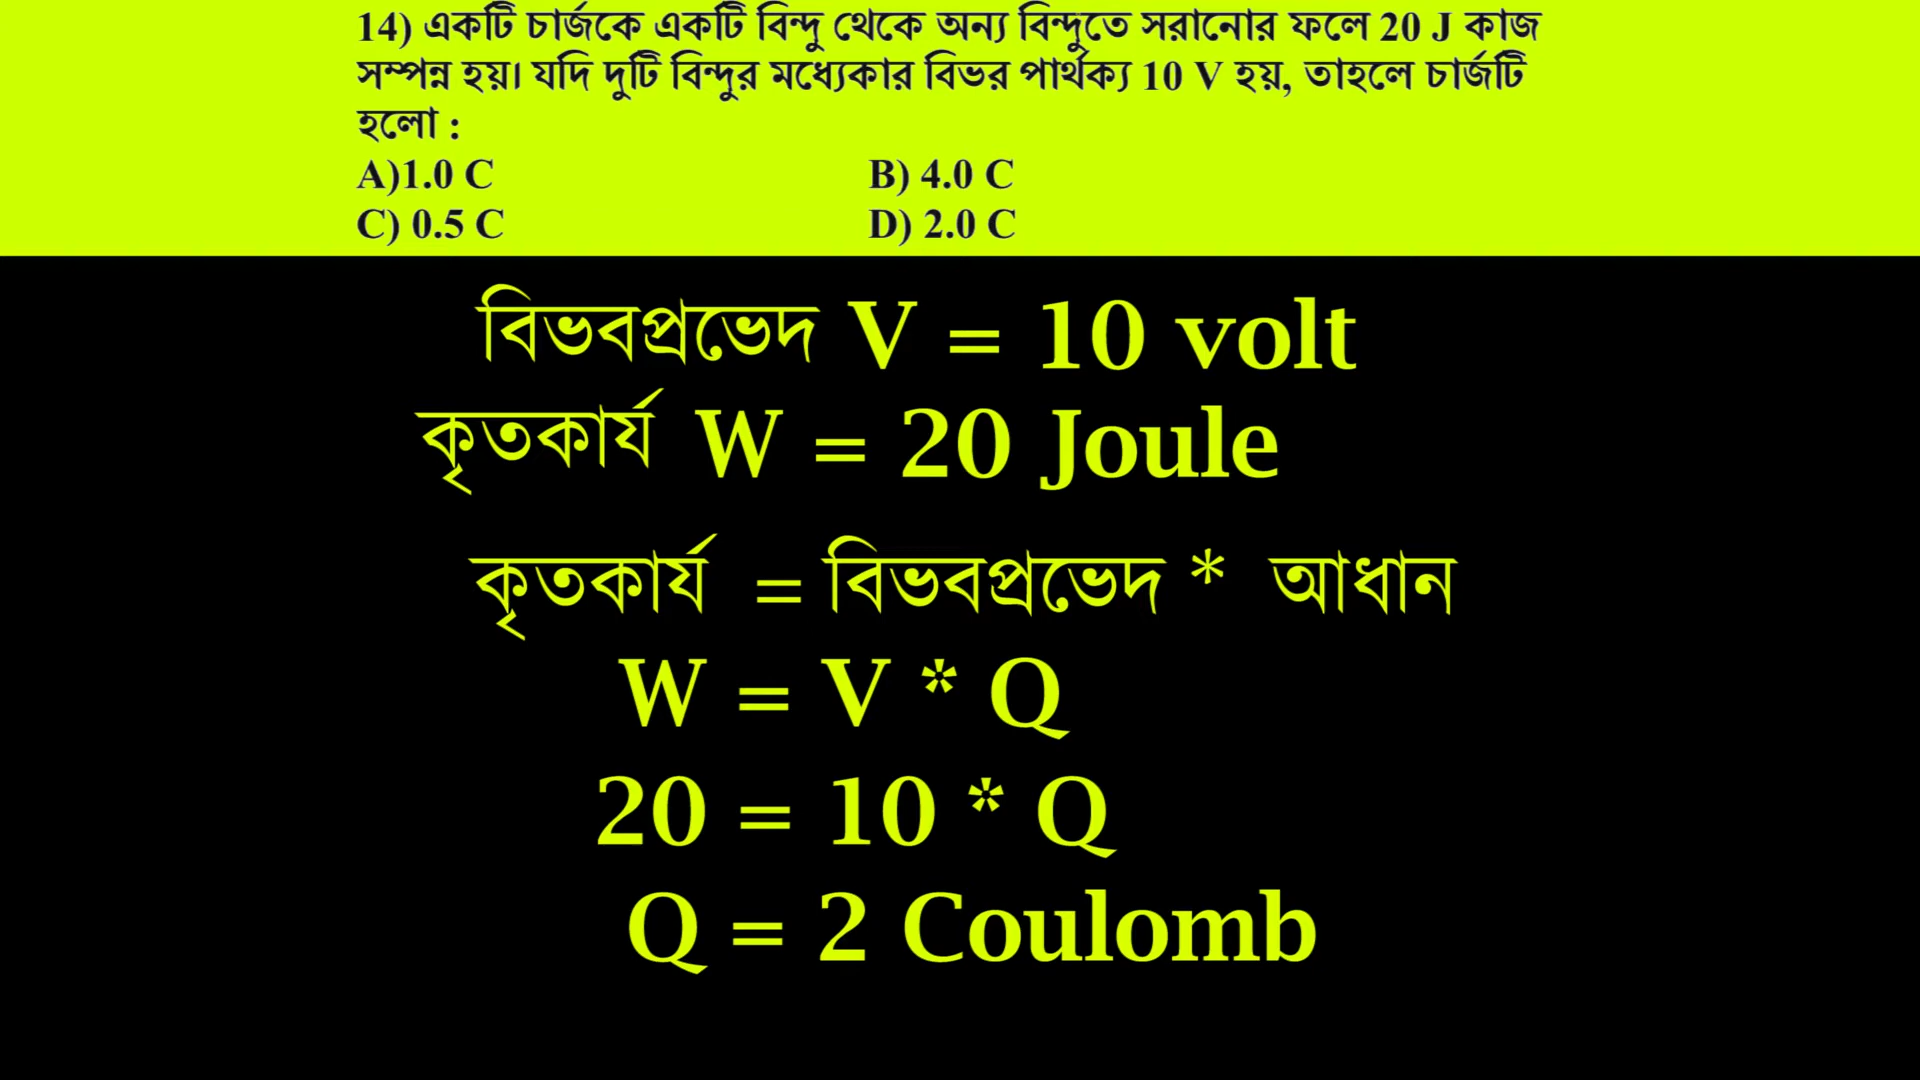 14) একটি চার্জকে একটি বিন্দু থেকে অন্য বিন্দুতে সরানোর ফলে 20 J কাজ
সম্পন্ন হয়। যদি দুটি বিন্দুর মধ্যেকার বিভর পার্থক্য 10 V হয়, তাহলে চার্জটি
হলো :
A)1.0 C B) 4.0 C
C) 0.5 C D) 2.0 C
বিভবপ্রভেদ V = 10 volt
কৃতকার্য W = 20 Joule
কৃতকার্য = বিভবপ্রভেদ * আধান
W = V * Q
20 = 10 * Q
Q = 2 Coulomb